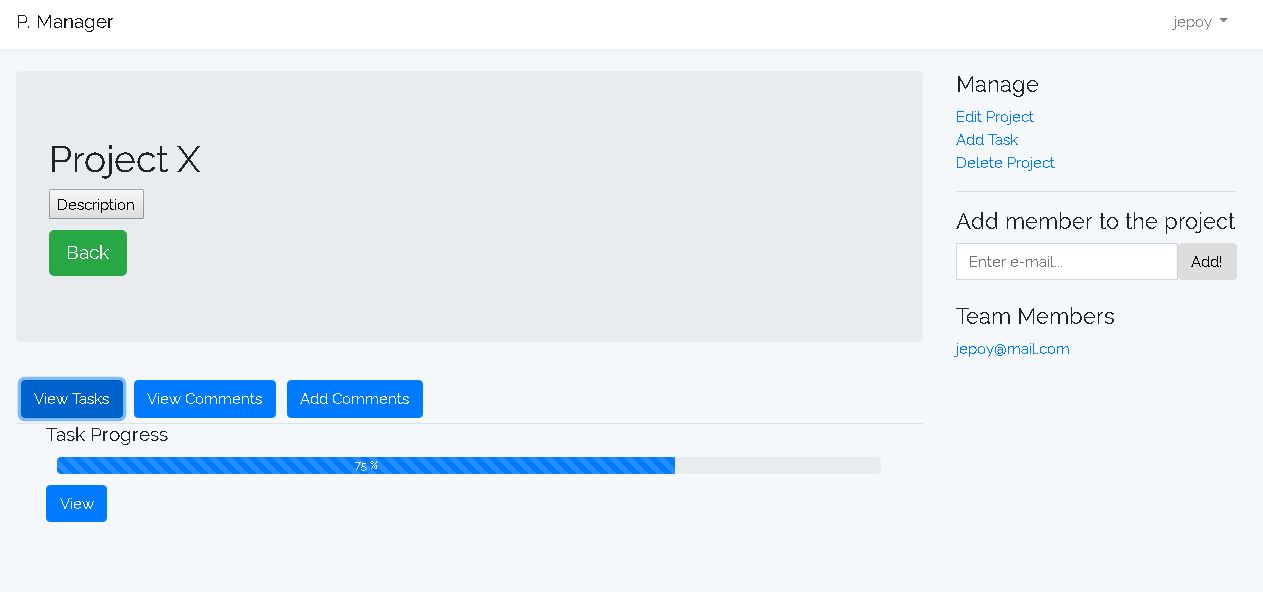 P. Manager
jepoy
Project X
Description
Back
Manage
Edit Project
Add Task
Delete Project
Add member to the project
Enter e-mail... Add!
Team Members
jepoy@mail.com
View Tasks View Comments Add Comments
Task Progress
75 %
View